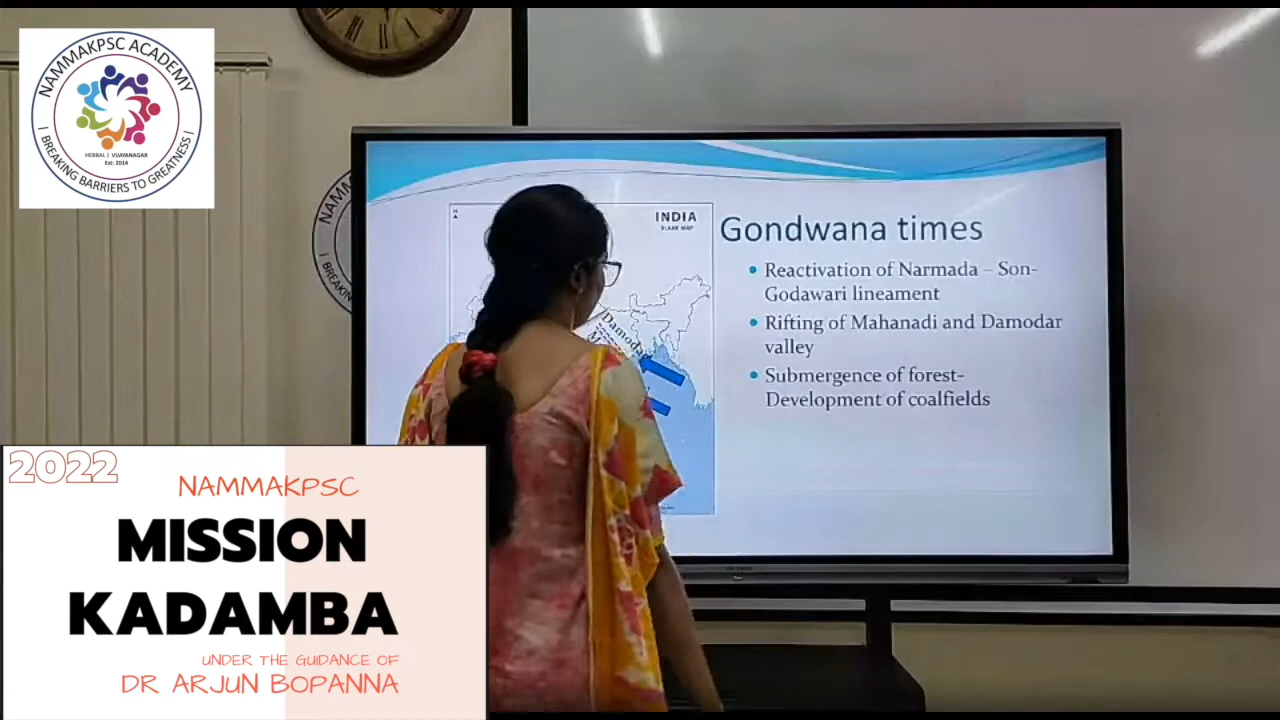 NAMMAKPSC ACADEMY
HEBBAL | VIJAYANAGAR
Est: 2014
| BREAKING BARRIERS TO GREATNESS |
NAMM
| BREAKIN
N
INDIA
BLANK MAP
Damodar
Gondwana times
• Reactivation of Narmada – Son-
Godawari lineament
• Rifting of Mahanadi and Damodar
valley
• Submergence of forest-
Development of coalfields
2022
NAMMAKPSC
MISSION
KADAMBA
UNDER THE GUIDANCE OF
DR ARJUN BOPANNA